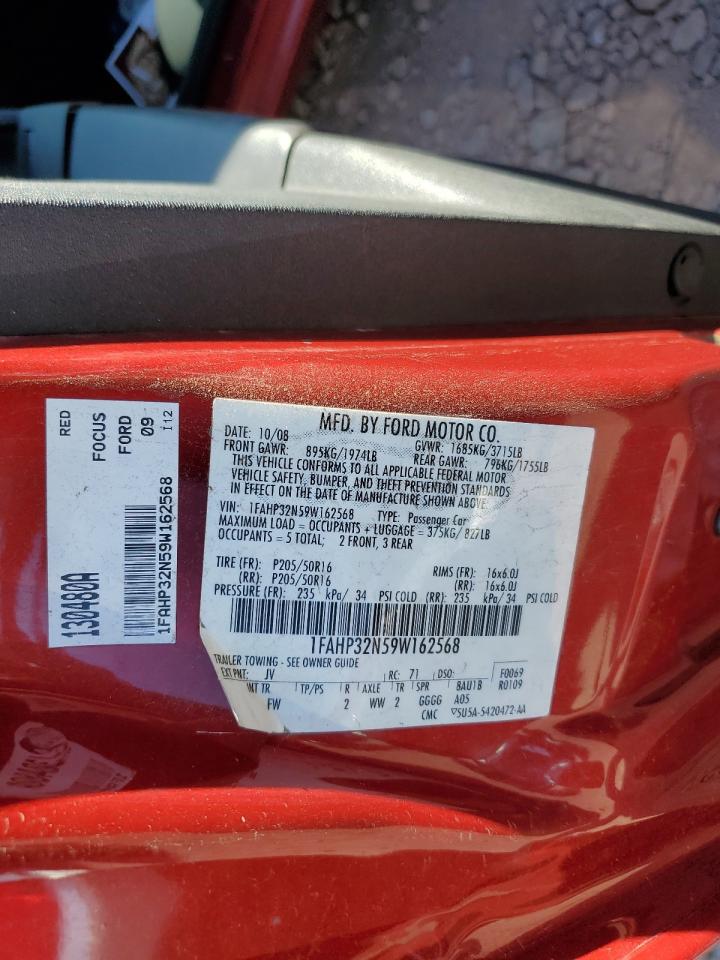 RED
FOCUS
FORD
09
112
1FAHP32N59W162568
130480A
MFD. BY FORD MOTOR CO.
DATE: 10/08 GVWR: 1685KG/3715LB
FRONT GAWR: 895KG/1974LB REAR GAWR: 796KG/1755LB
THIS VEHICLE CONFORMS TO ALL APPLICABLE FEDERAL MOTOR
VEHICLE SAFETY, BUMPER, AND THEFT PREVENTION STANDARDS
IN EFFECT ON THE DATE OF MANUFACTURE SHOWN ABOVE.
VIN: 1FAHP32N59W162568 TYPE: Passenger Car
MAXIMUM LOAD = OCCUPANTS + LUGGAGE = 375KG/ 827LB
OCCUPANTS = 5 TOTAL; 2 FRONT, 3 REAR
TIRE (FR): P205/50R16 RIMS (FR): 16x6.0J
(RR): P205/50R16 (RR): 16x6.0J
PRESSURE (FR): 235 kPa/ 34 PSI COLD (RR): 235 kPa/ 34 PSI COLD
1FAHP32N59W162568
TRAILER TOWING - SEE OWNER GUIDE
EXT PNT: JV RC: 71 DSO: F0069
INT TR TP/PS R AXLE TR SPR BAU1B R0109
FW 2 WW 2 GGGG A05
CMC ▽5U5A-5420472-AA